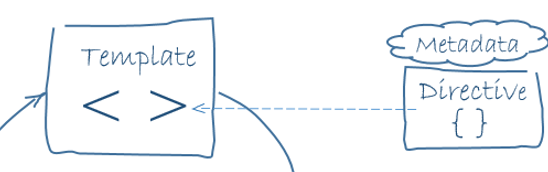 Template
< >
Metadata
Directive
{ }